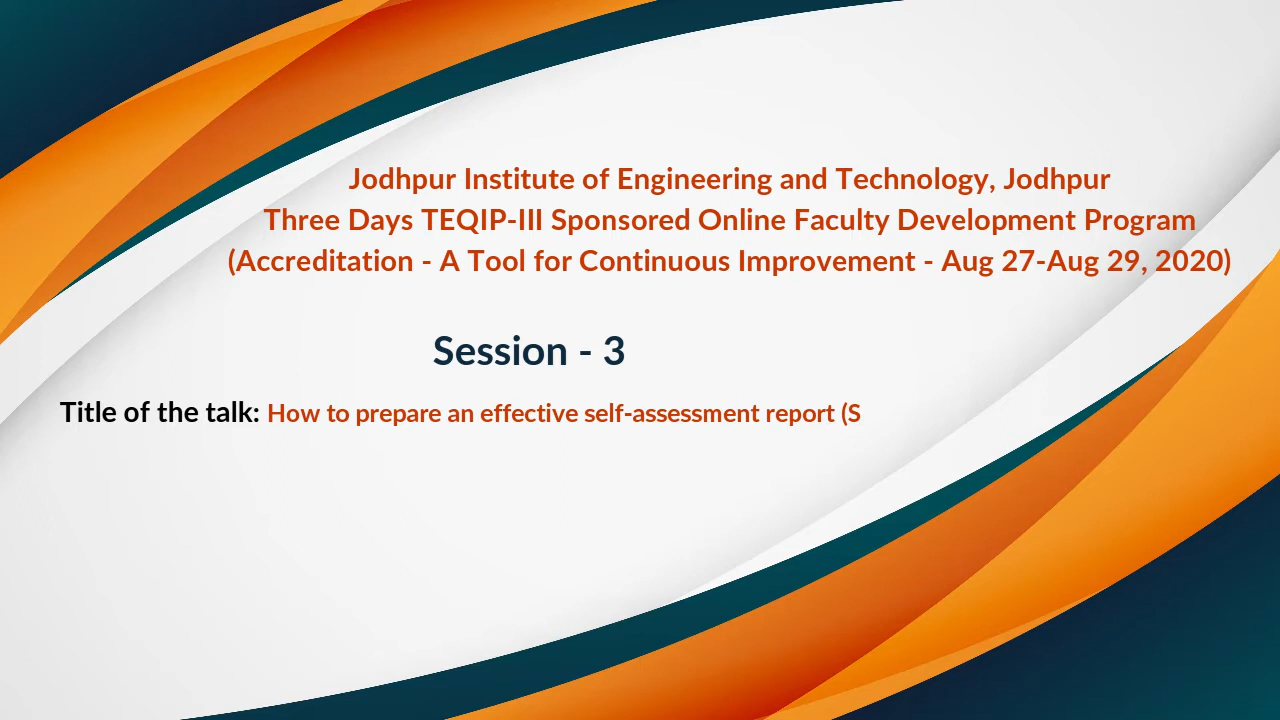 Jodhpur Institute of Engineering and Technology, Jodhpur
Three Days TEQIP-III Sponsored Online Faculty Development Program
(Accreditation - A Tool for Continuous Improvement - Aug 27-Aug 29, 2020)
Session - 3
Title of the talk: How to prepare an effective self-assessment report (S